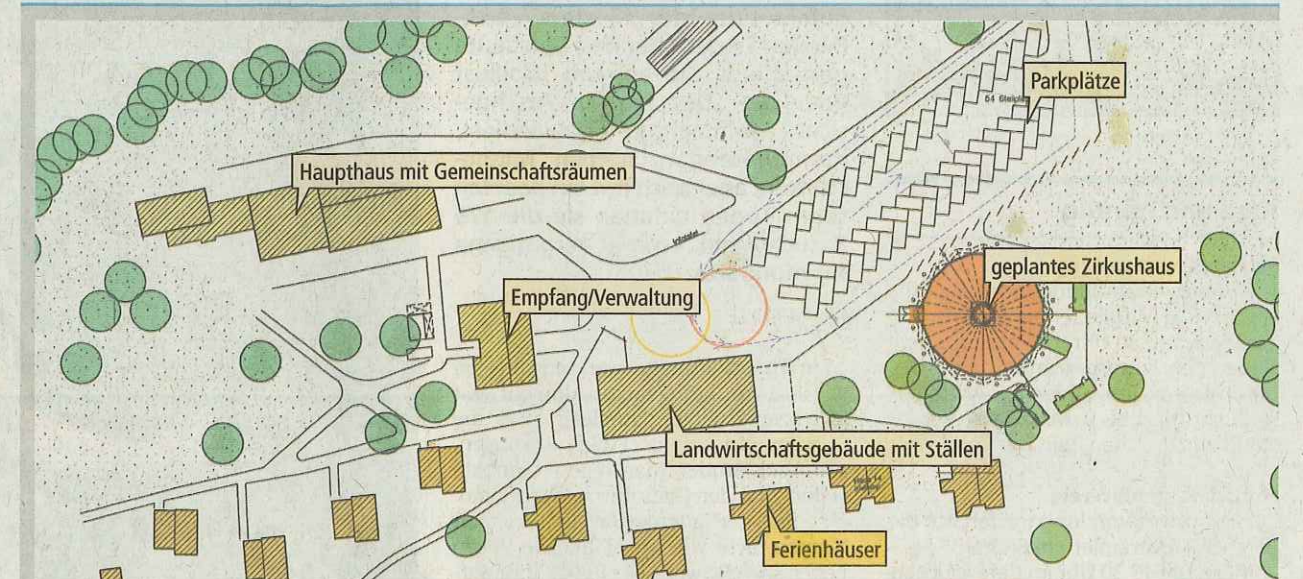 Parkplätze
Haupthaus mit Gemeinschaftsräumen
geplantes Zirkushaus
Empfang/Verwaltung
Landwirtschaftsgebäude mit Ställen
Ferienhäuser